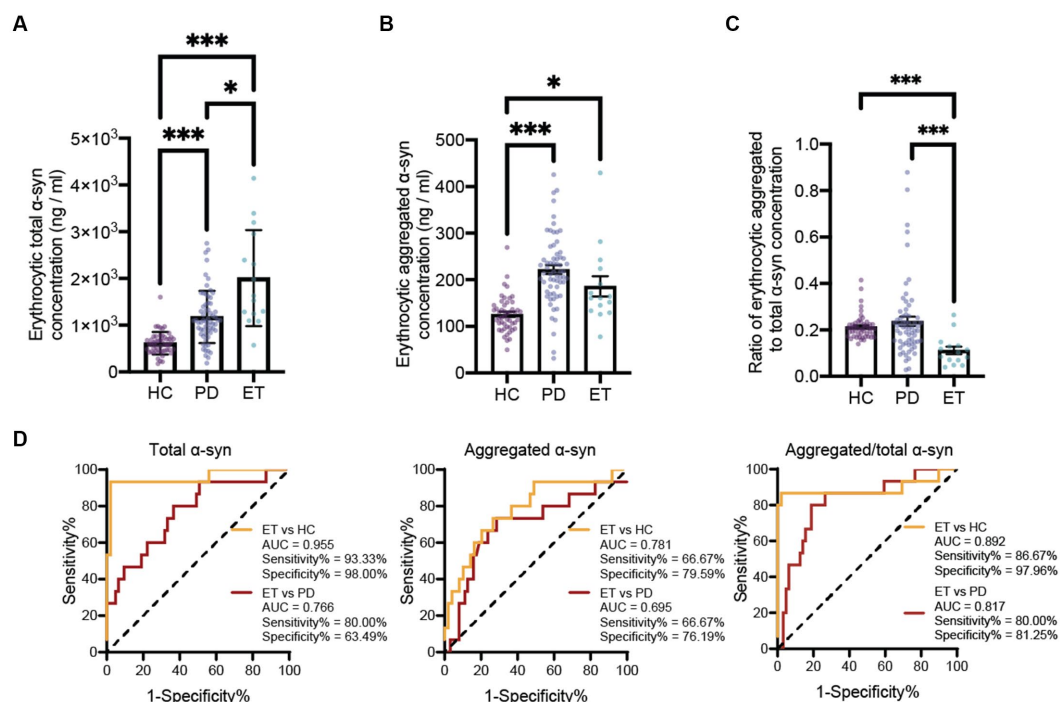 A
B
C
***
*
***
5×10³
4×10³
3×10³
2×10³
1×10³
0
Erythrocytic total α-syn
concentration (ng / ml)
HC PD ET
*
***
500
400
300
200
100
0
Erythrocytic aggregated α-syn
concentration (ng / ml)
HC PD ET
***
***
1.0
0.8
0.6
0.4
0.2
0.0
Ratio of erythrocytic aggregated
to total α-syn concentration
HC PD ET
D
Total α-syn
100
80
60
40
20
0
Sensitivity%
ET vs HC
AUC = 0.955
Sensitivity% = 93.33%
Specificity% = 98.00%
ET vs PD
AUC = 0.766
Sensitivity% = 80.00%
Specificity% = 63.49%
0 20 40 60 80 100
1-Specificity%
Aggregated α-syn
100
80
60
40
20
0
Sensitivity%
ET vs HC
AUC = 0.781
Sensitivity% = 66.67%
Specificity% = 79.59%
ET vs PD
AUC = 0.695
Sensitivity% = 66.67%
Specificity% = 76.19%
0 20 40 60 80 100
1-Specificity%
Aggregated/total α-syn
100
80
60
40
20
0
Sensitivity%
ET vs HC
AUC = 0.892
Sensitivity% = 86.67%
Specificity% = 97.96%
ET vs PD
AUC = 0.817
Sensitivity% = 80.00%
Specificity% = 81.25%
0 20 40 60 80 100
1-Specificity%